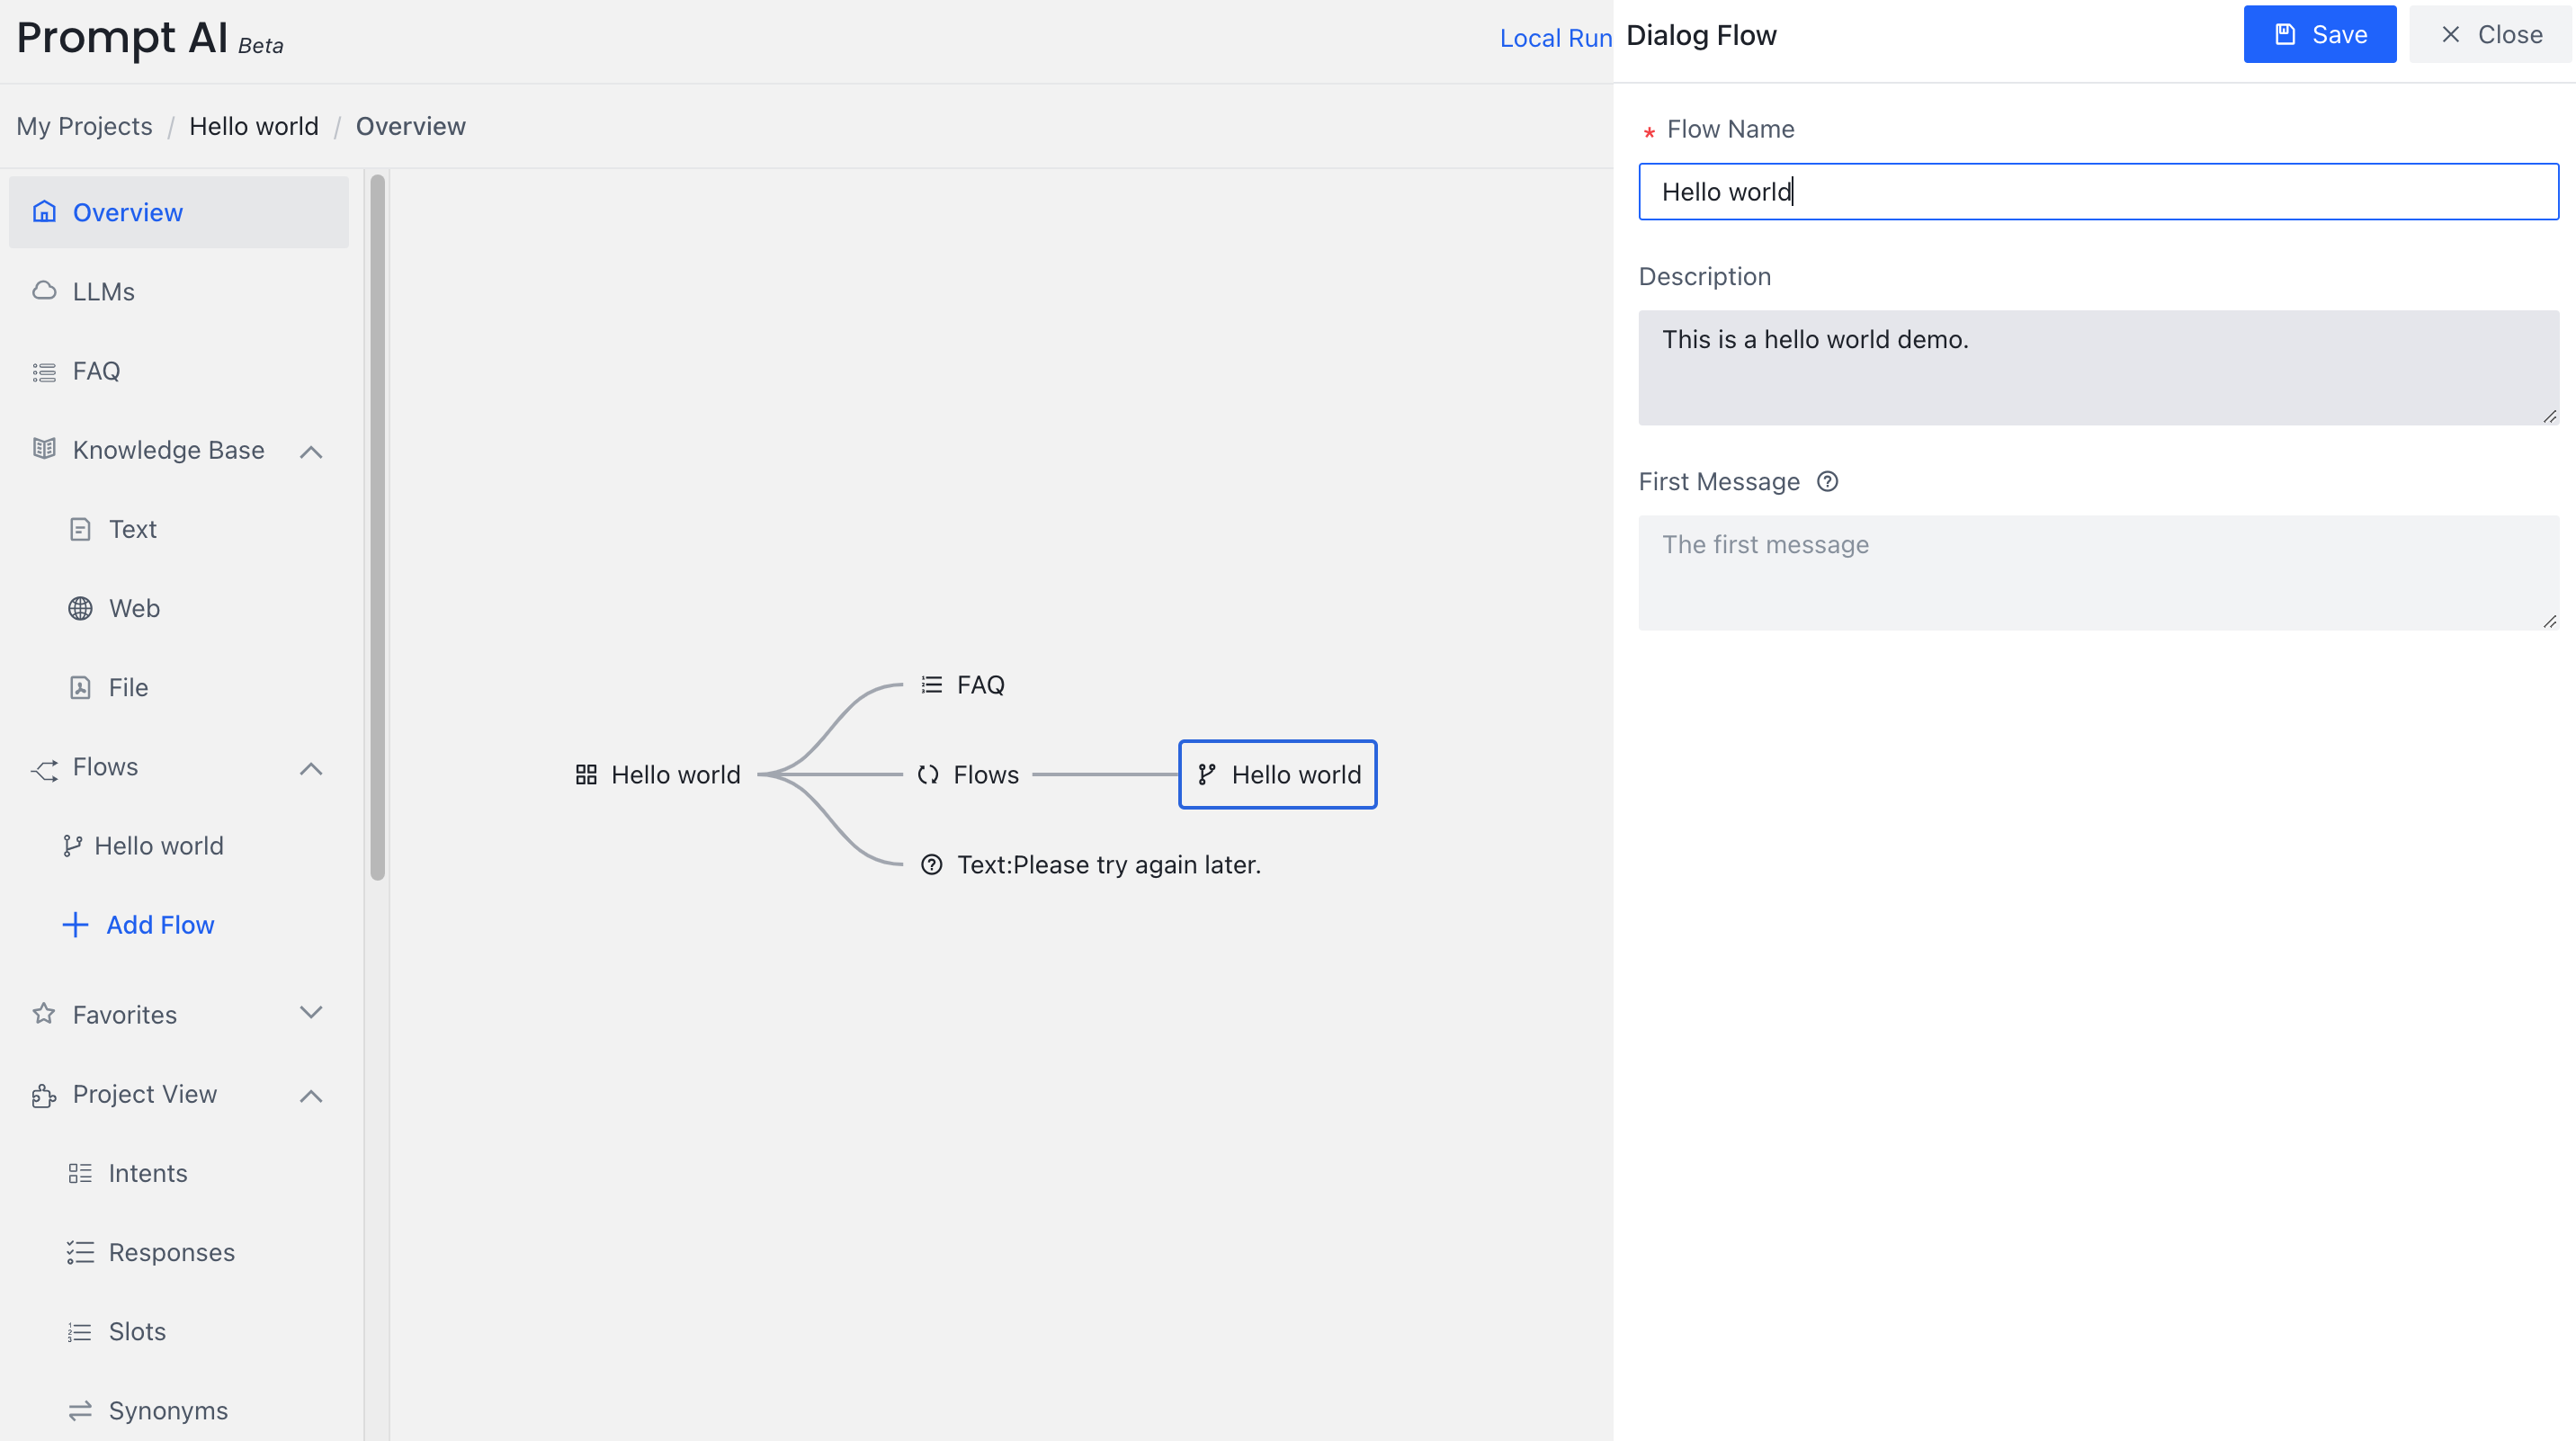 Prompt AI Beta
Local Run
My Projects / Hello world / Overview
Overview
LLMs
FAQ
Knowledge Base
Text
Web
File
Flows
Hello world
Add Flow
Favorites
Project View
Intents
Responses
Slots
Synonyms
FAQ
Hello world
Flows
Hello world
Text:Please try again later.
Dialog Flow
Save
Close
* Flow Name
Hello world
Description
This is a hello world demo.
First Message
The first message